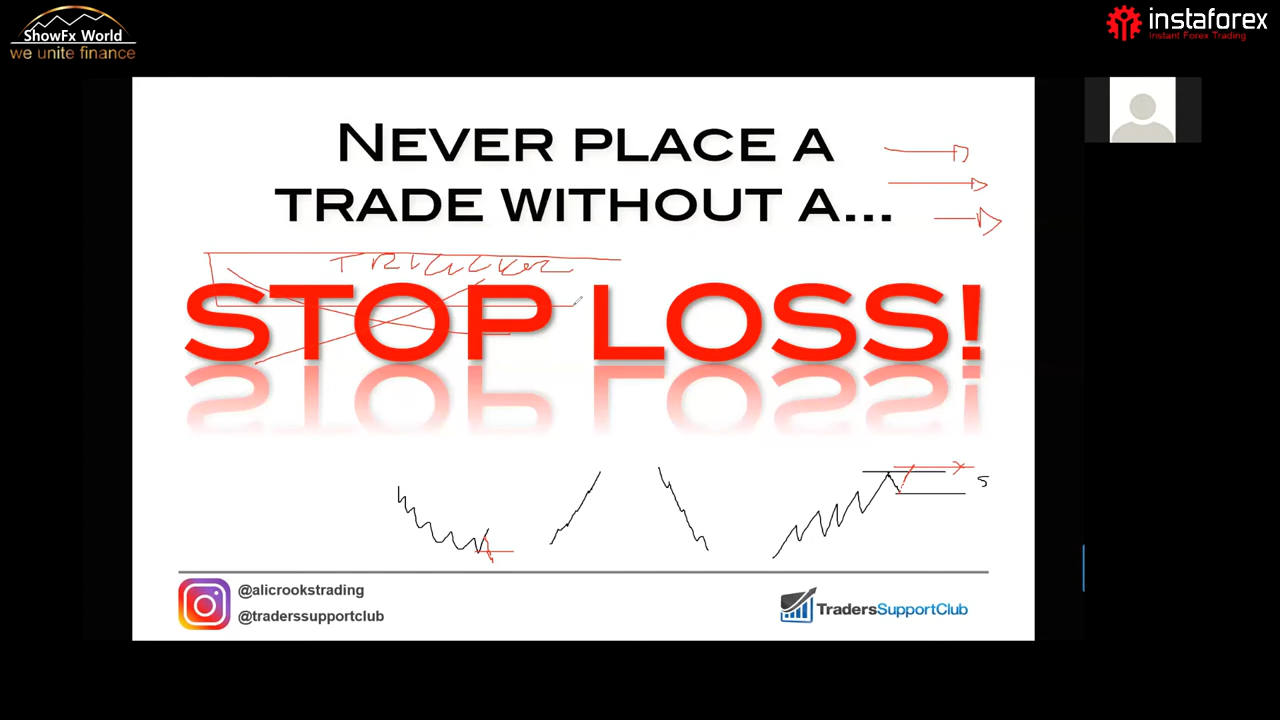 ShowFx World
we unite finance
instaforex
Instant Forex Trading
NEVER PLACE A
TRADE WITHOUT A...
STOP LOSS!
S
@alicrookstrading
@traderssupportclub
TradersSupportClub